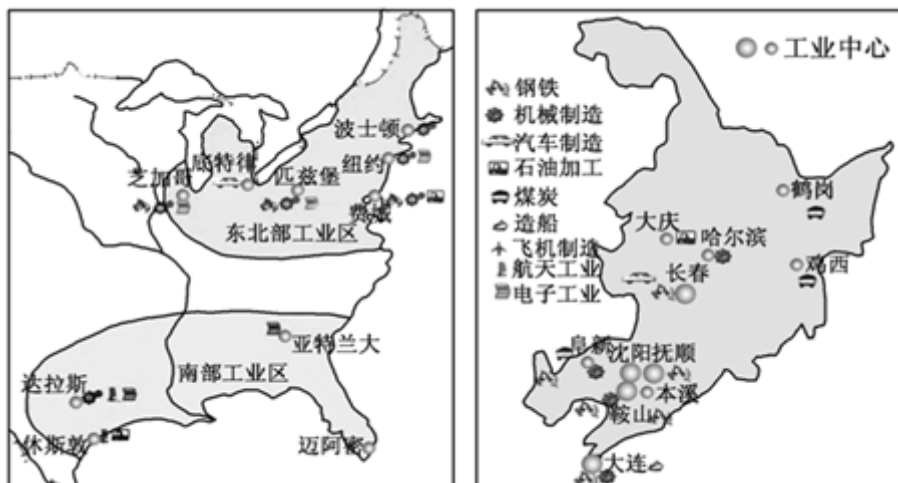 波士顿
纽约
底特律
芝加哥
匹兹堡
费城
东北部工业区
亚特兰大
南部工业区
达拉斯
休斯敦
迈阿密
工业中心
钢铁
机械制造
汽车制造
石油加工
煤炭
造船
飞机制造
航天工业
电子工业
鹤岗
大庆
哈尔滨
鸡西
长春
阜新
沈阳
抚顺
本溪
鞍山
大连